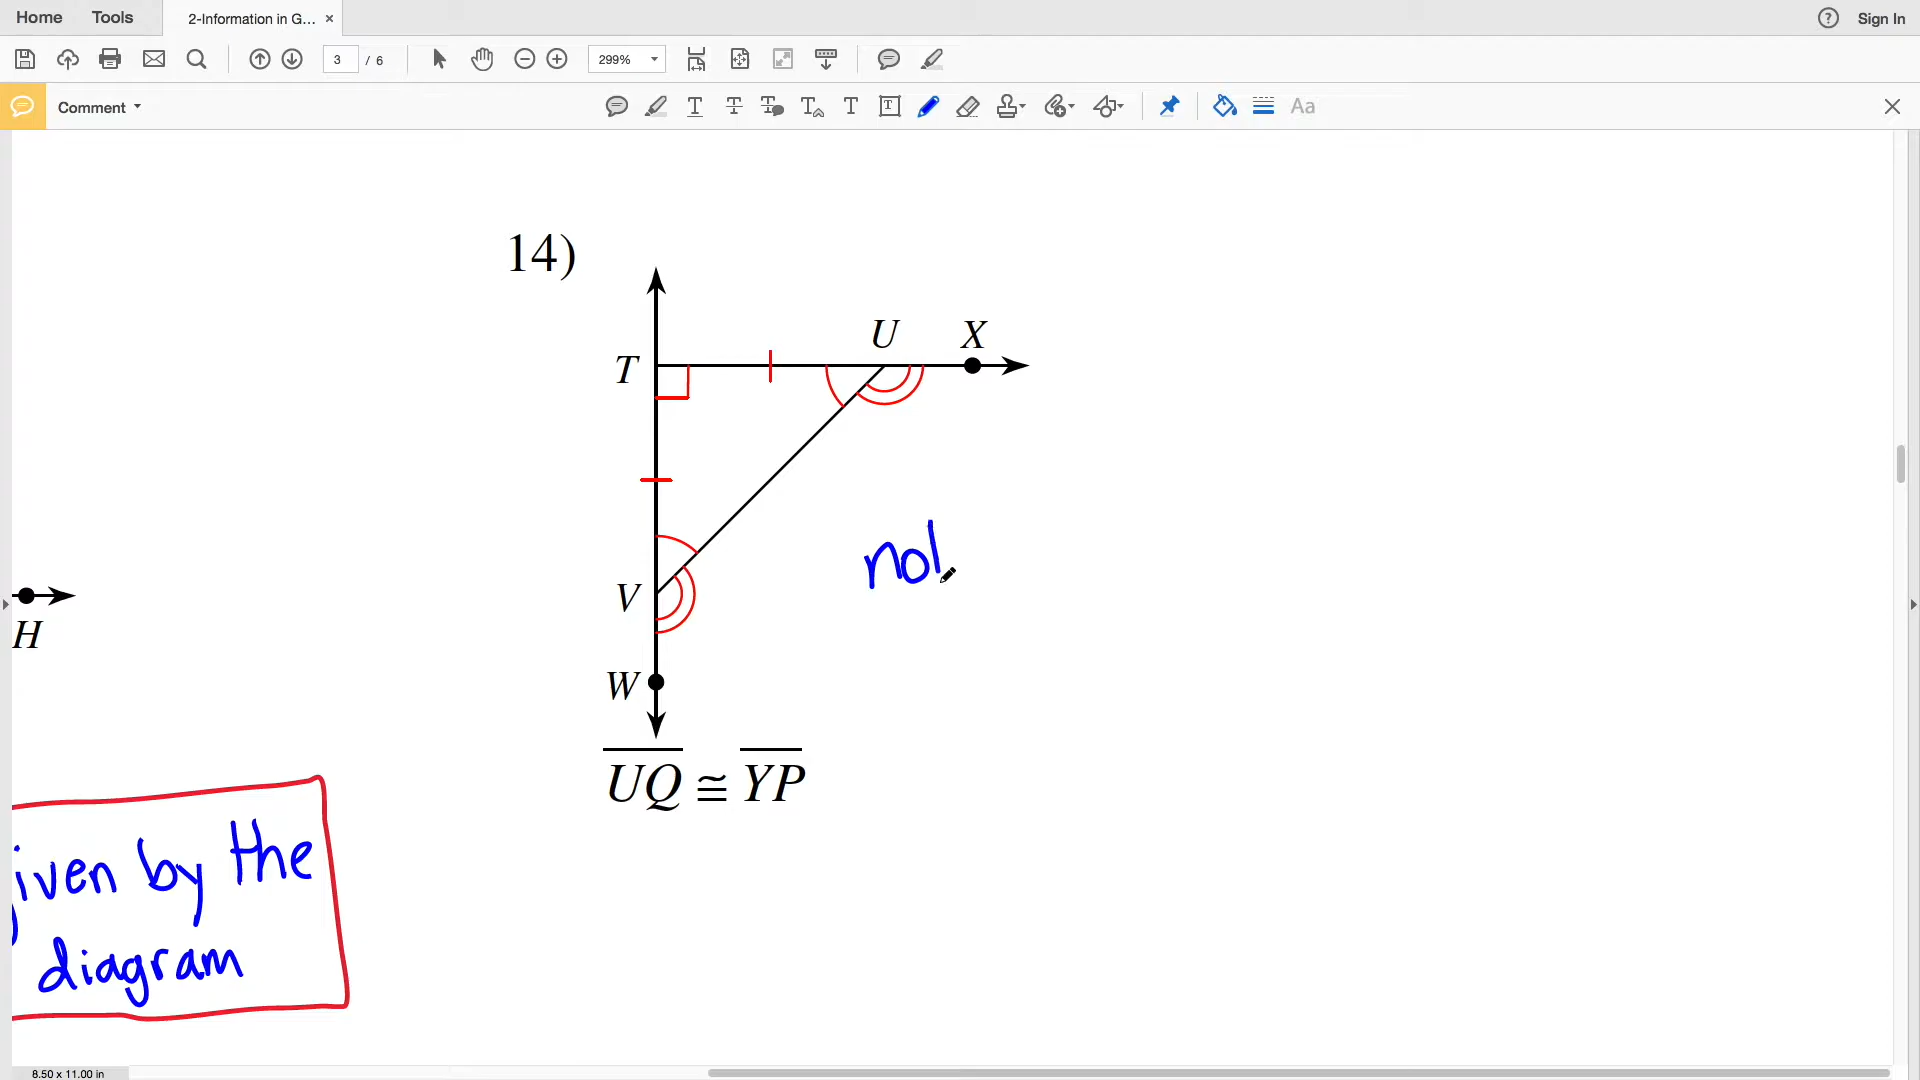 Home Tools 2-Information in G... × Sign In
3 / 6 299%
Comment Aa
14)
U X
T
V
H
W
UQ ≅ YP
iven by the
diagram
8.50 x 11.00 in